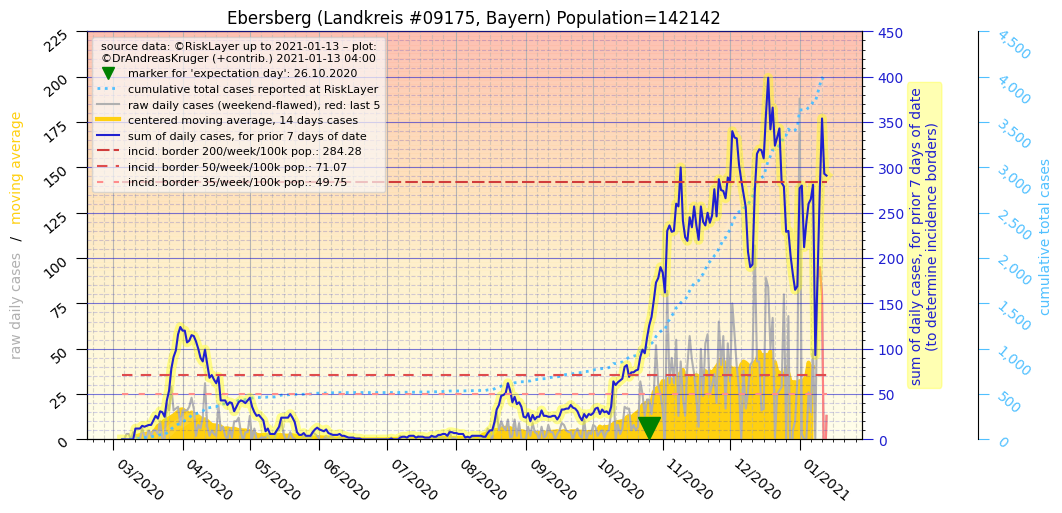 Ebersberg (Landkreis #09175, Bayern) Population=142142
source data: ©RiskLayer up to 2021-01-13 – plot:
©DrAndreasKruger (+contrib.) 2021-01-13 04:00
marker for 'expectation day': 26.10.2020
cumulative total cases reported at RiskLayer
raw daily cases (weekend-flawed), red: last 5
centered moving average, 14 days cases
sum of daily cases, for prior 7 days of date
incid. border 200/week/100k pop.: 284.28
incid. border 50/week/100k pop.: 71.07
incid. border 35/week/100k pop.: 49.75
raw daily cases / moving average
225
200
175
150
125
100
75
50
25
0
03/2020
04/2020
05/2020
06/2020
07/2020
08/2020
09/2020
10/2020
11/2020
12/2020
01/2021
450
400
350
300
250
200
150
100
50
0
sum of daily cases, for prior 7 days of date
(to determine incidence borders)
4,500
4,000
3,500
3,000
2,500
2,000
1,500
1,000
500
0
cumulative total cases